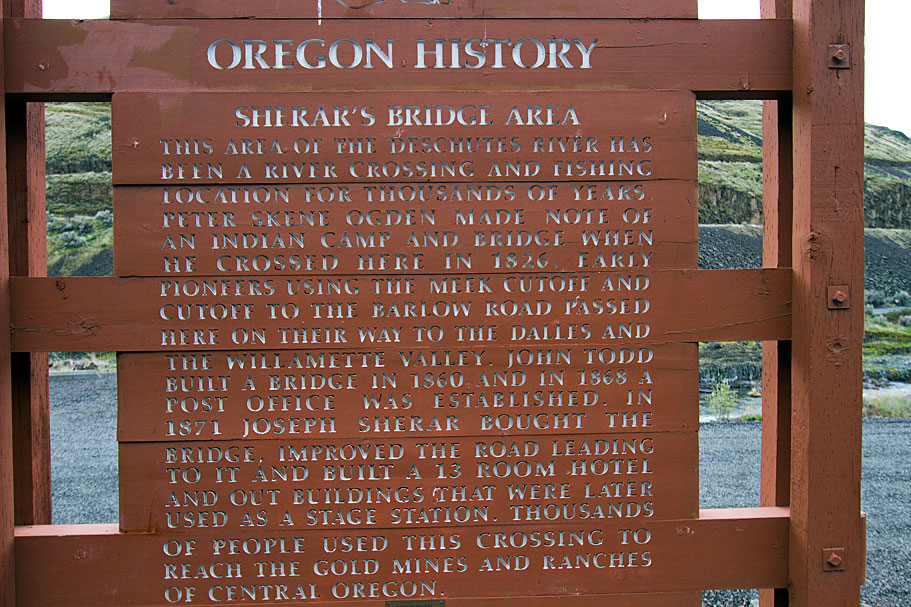 OREGON HISTORY
SHERAR'S BRIDGE AREA
THIS AREA OF THE DESCHUTES RIVER HAS
BEEN A RIVER CROSSING AND FISHING
LOCATION FOR THOUSANDS OF YEARS.
PETER SKENE OGDEN MADE NOTE OF
AN INDIAN CAMP AND BRIDGE WHEN
HE CROSSED HERE IN 1826. EARLY
PIONEERS USING THE MEEK CUTOFF AND
CUTOFF TO THE BARLOW ROAD PASSED
HERE ON THEIR WAY TO THE DALLES AND
THE WILLAMETTE VALLEY. JOHN TODD
BUILT A BRIDGE IN 1860 AND IN 1868 A
POST OFFICE WAS ESTABLISHED. IN
1871 JOSEPH SHERAR BOUGHT THE
BRIDGE, IMPROVED THE ROAD LEADING
TO IT AND BUILT A 13 ROOM HOTEL
AND OUT BUILDINGS THAT WERE LATER
USED AS A STAGE STATION. THOUSANDS
OF PEOPLE USED THIS CROSSING TO
REACH THE GOLD MINES AND RANCHES
OF CENTRAL OREGON.